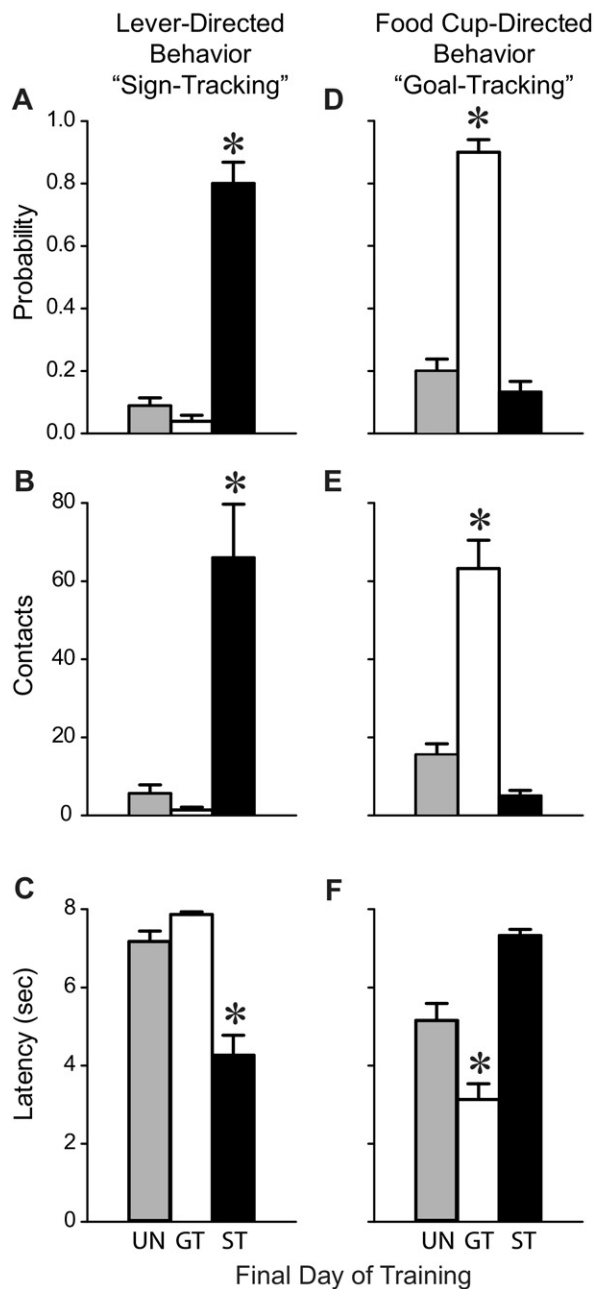 Lever-Directed
Behavior
“Sign-Tracking”
Food Cup-Directed
Behavior
“Goal-Tracking”
A
D
1.0
0.8
0.6
0.4
0.2
0.0
Probability
*
*
B
E
80
60
40
20
0
Contacts
*
*
C
F
8
6
4
2
0
Latency (sec)
*
*
UN GT ST
UN GT ST
Final Day of Training